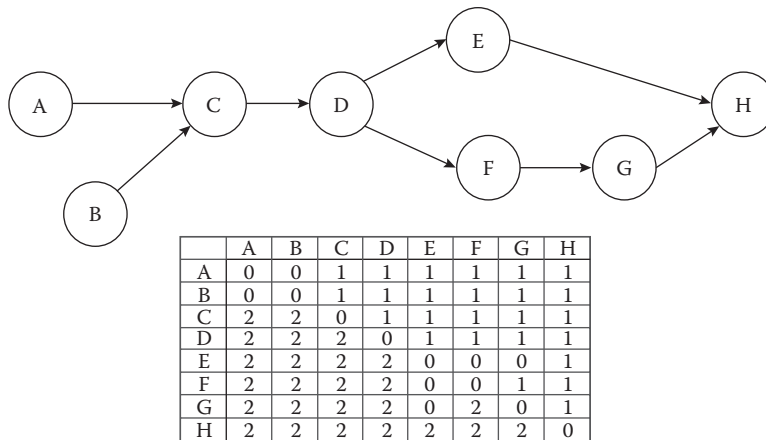 E
A
C
D
H
F
G
B
A B C D E F G H
A 0 0 1 1 1 1 1 1
B 0 0 1 1 1 1 1 1
C 2 2 0 1 1 1 1 1
D 2 2 2 0 1 1 1 1
E 2 2 2 2 0 0 0 1
F 2 2 2 2 0 0 1 1
G 2 2 2 2 0 2 0 1
H 2 2 2 2 2 2 2 0